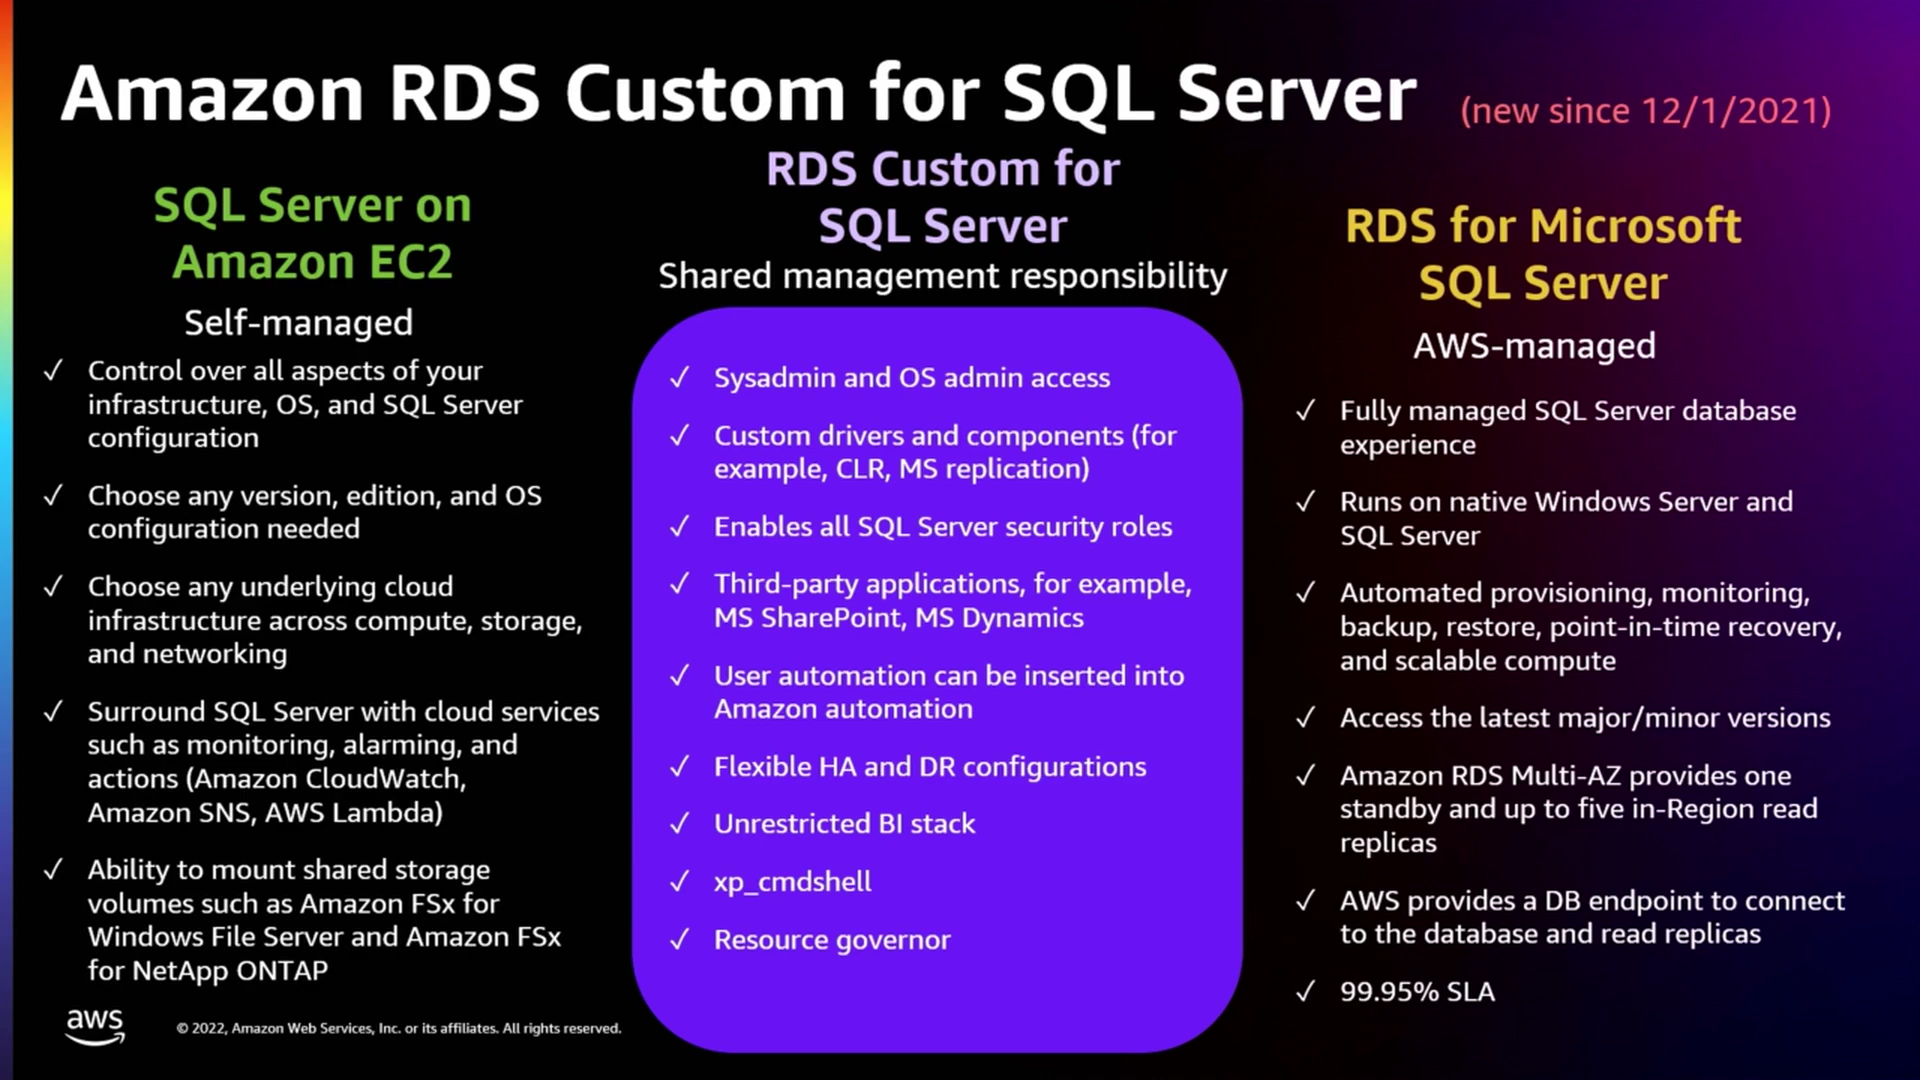 Amazon RDS Custom for SQL Server (new since 12/1/2021)
SQL Server on
Amazon EC2
Self-managed
✓ Control over all aspects of your
infrastructure, OS, and SQL Server
configuration
✓ Choose any version, edition, and OS
configuration needed
✓ Choose any underlying cloud
infrastructure across compute, storage,
and networking
✓ Surround SQL Server with cloud services
such as monitoring, alarming, and
actions (Amazon CloudWatch,
Amazon SNS, AWS Lambda)
✓ Ability to mount shared storage
volumes such as Amazon FSx for
Windows File Server and Amazon FSx
for NetApp ONTAP
RDS Custom for
SQL Server
Shared management responsibility
✓ Sysadmin and OS admin access
✓ Custom drivers and components (for
example, CLR, MS replication)
✓ Enables all SQL Server security roles
✓ Third-party applications, for example,
MS SharePoint, MS Dynamics
✓ User automation can be inserted into
Amazon automation
✓ Flexible HA and DR configurations
✓ Unrestricted BI stack
✓ xp_cmdshell
✓ Resource governor
RDS for Microsoft
SQL Server
AWS-managed
✓ Fully managed SQL Server database
experience
✓ Runs on native Windows Server and
SQL Server
✓ Automated provisioning, monitoring,
backup, restore, point-in-time recovery,
and scalable compute
✓ Access the latest major/minor versions
✓ Amazon RDS Multi-AZ provides one
standby and up to five in-Region read
replicas
✓ AWS provides a DB endpoint to connect
to the database and read replicas
✓ 99.95% SLA
aws
© 2022, Amazon Web Services, Inc. or its affiliates. All rights reserved.